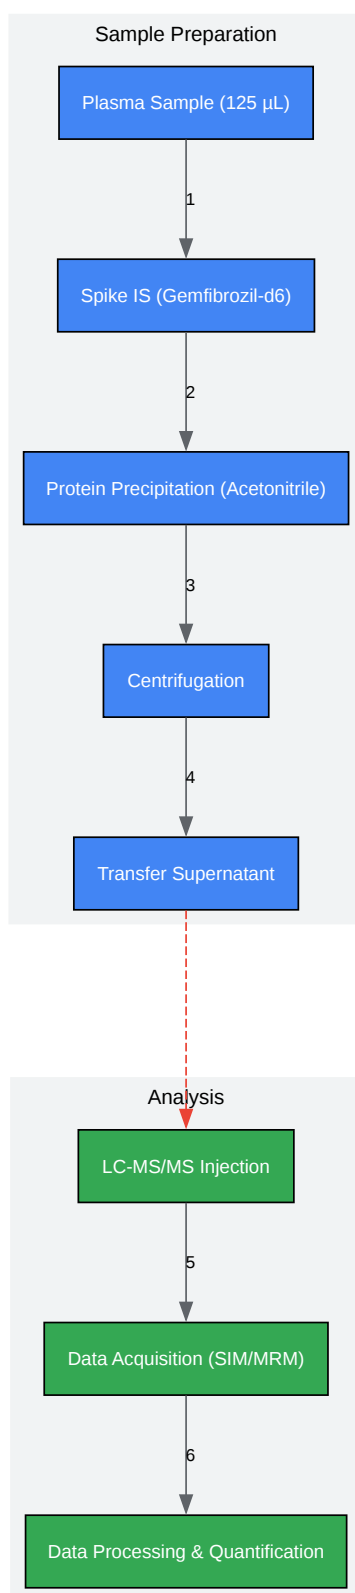 Sample Preparation
Plasma Sample (125 µL)
1
Spike IS (Gemfibrozil-d6)
2
Protein Precipitation (Acetonitrile)
3
Centrifugation
4
Transfer Supernatant
Analysis
LC-MS/MS Injection
5
Data Acquisition (SIM/MRM)
6
Data Processing & Quantification